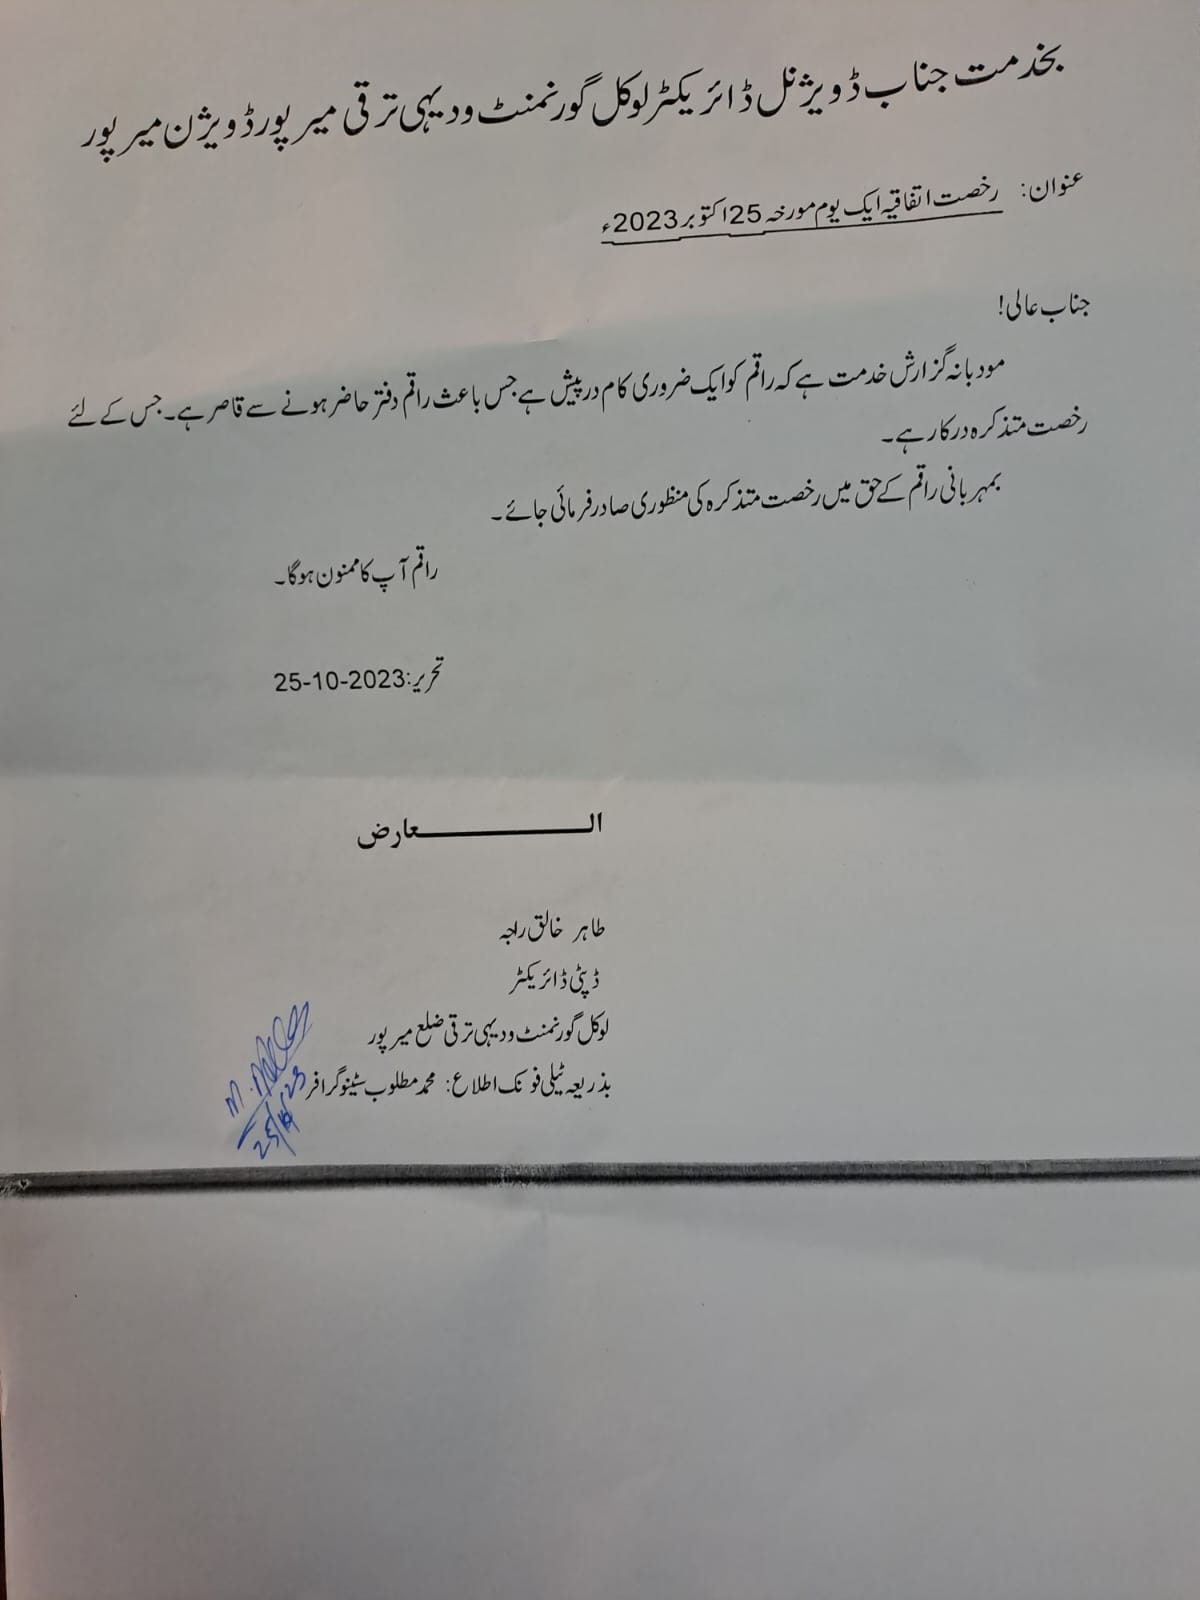 بخدمت جناب ڈویژنل ڈائریکٹر لوکل گورنمنٹ و دیہی ترقی میرپور ڈویژن میرپور
عنوان: رخصت اتفاقیہ ایک یوم مورخہ 25 اکتوبر 2023ء
جناب عالی!
مودبانہ گزارش خدمت ہے کہ راقم کو ایک ضروری کام درپیش ہے جس باعث راقم دفتر حاضر ہونے سے قاصر ہے۔ جس کے لئے
رخصت متذکرہ درکار ہے۔
بمہربانی راقم کے حق میں رخصت متذکرہ کی منظوری صادر فرمائی جائے۔
راقم آپ کا ممنون ہوگا۔
تحریر: 25-10-2023
العارض
طاہر خالق راجہ
ڈپٹی ڈائریکٹر
لوکل گورنمنٹ و دیہی ترقی ضلع میرپور
بذریعہ ٹیلی فونک اطلاع: محمد مطلوب سٹینوگرافر
25/10/23